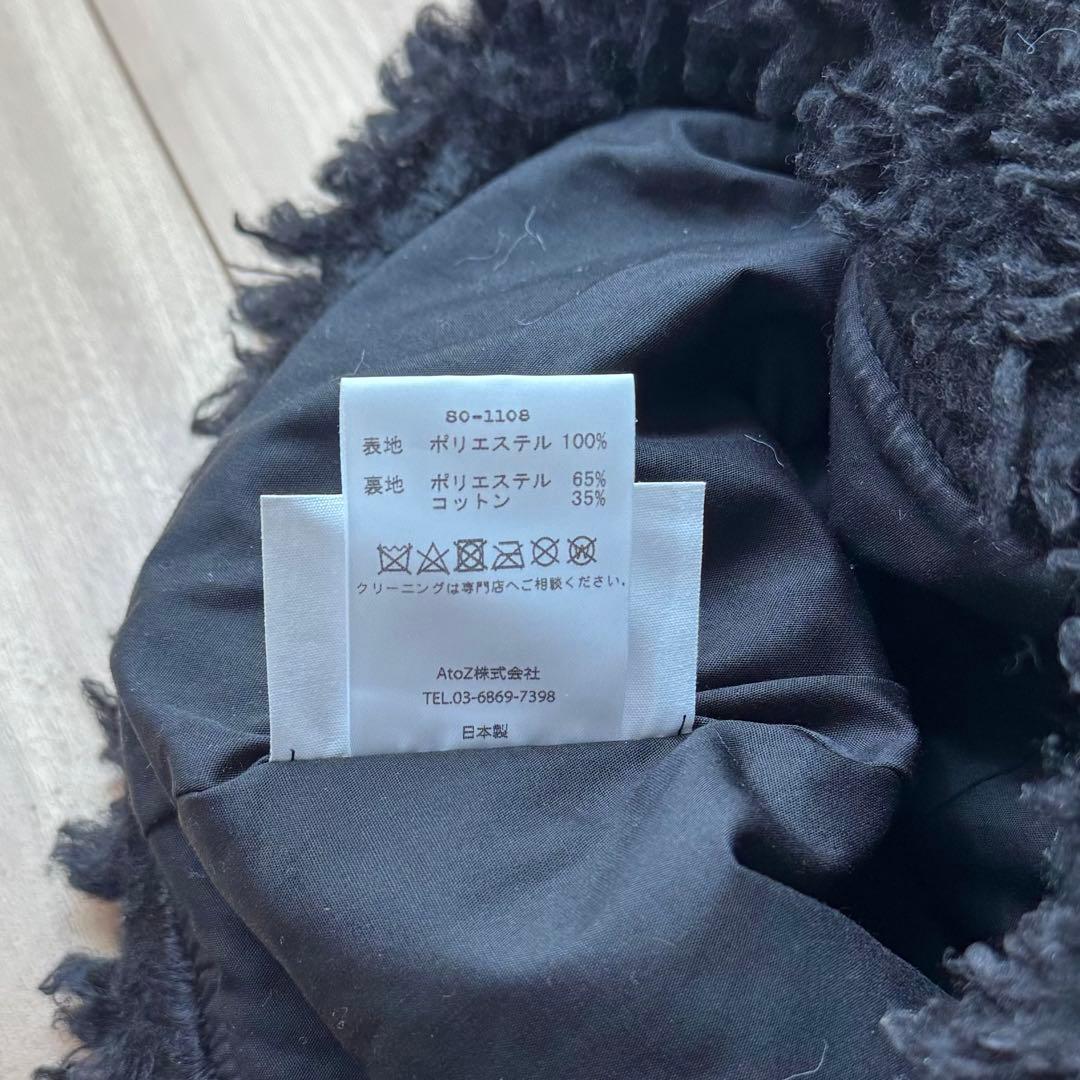 80-1108
表地 ポリエステル 100%
裏地 ポリエステル 65%
コットン 35%
クリーニングは専門店へご相談ください.
AtoZ株式会社
TEL.03-6869-7398
日本製